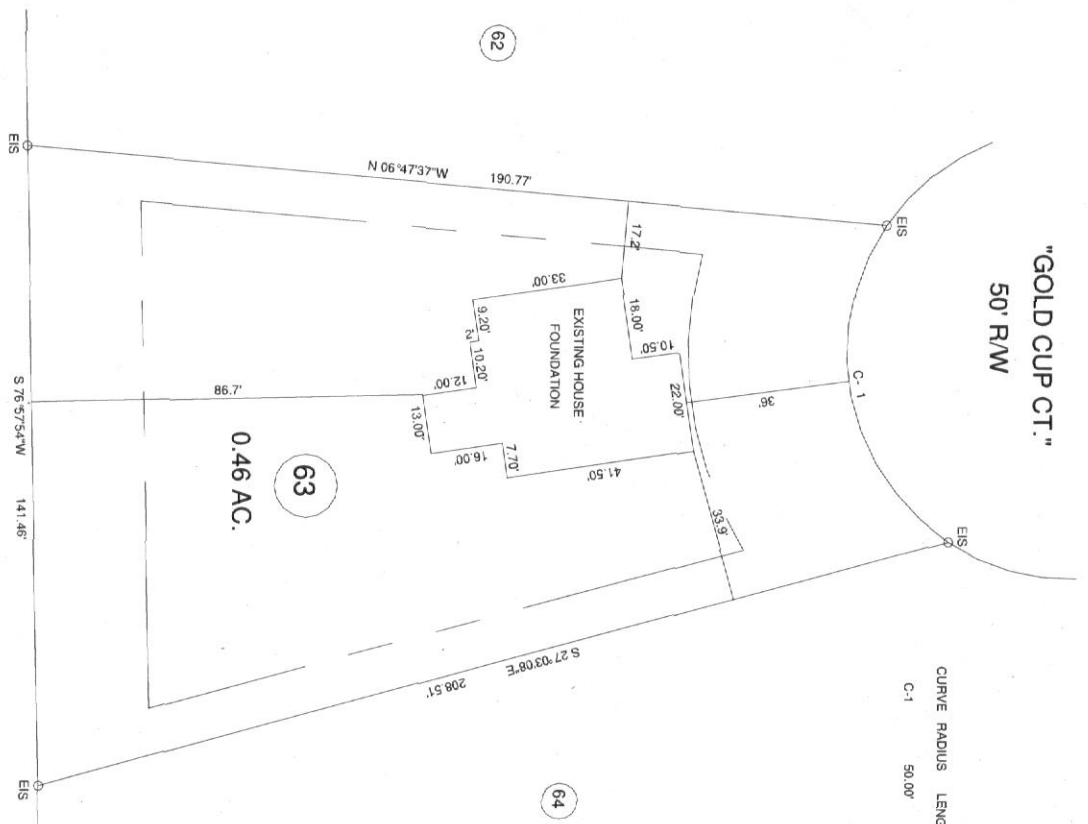 "GOLD CUP CT."
50' R/W
62
EIS
EIS
C-1
EIS
N 06°47'37"W 190.77'
17.2'
33.00'
18.00'
10.50'
22.00'
36'
9.20'
2'
10.20'
12.00'
13.00'
16.00'
7.70'
41.50'
33.9'
EXISTING HOUSE
FOUNDATION
86.7'
63
0.46 AC.
S 27°03'08"E
208.51'
S 76°57'54"W 141.46'
EIS
64
CURVE RADIUS LENG
C-1 50.00'